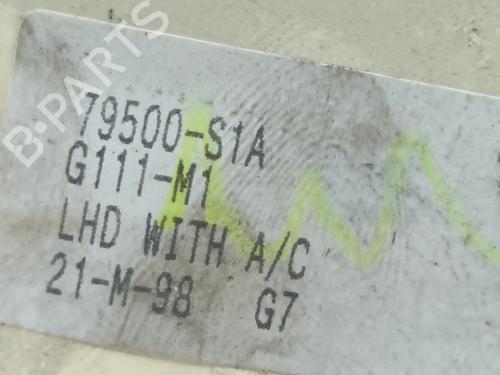 B-PARTS
79500-S1A
G111-M1
LHD WITH A/C
21-M-98 G7